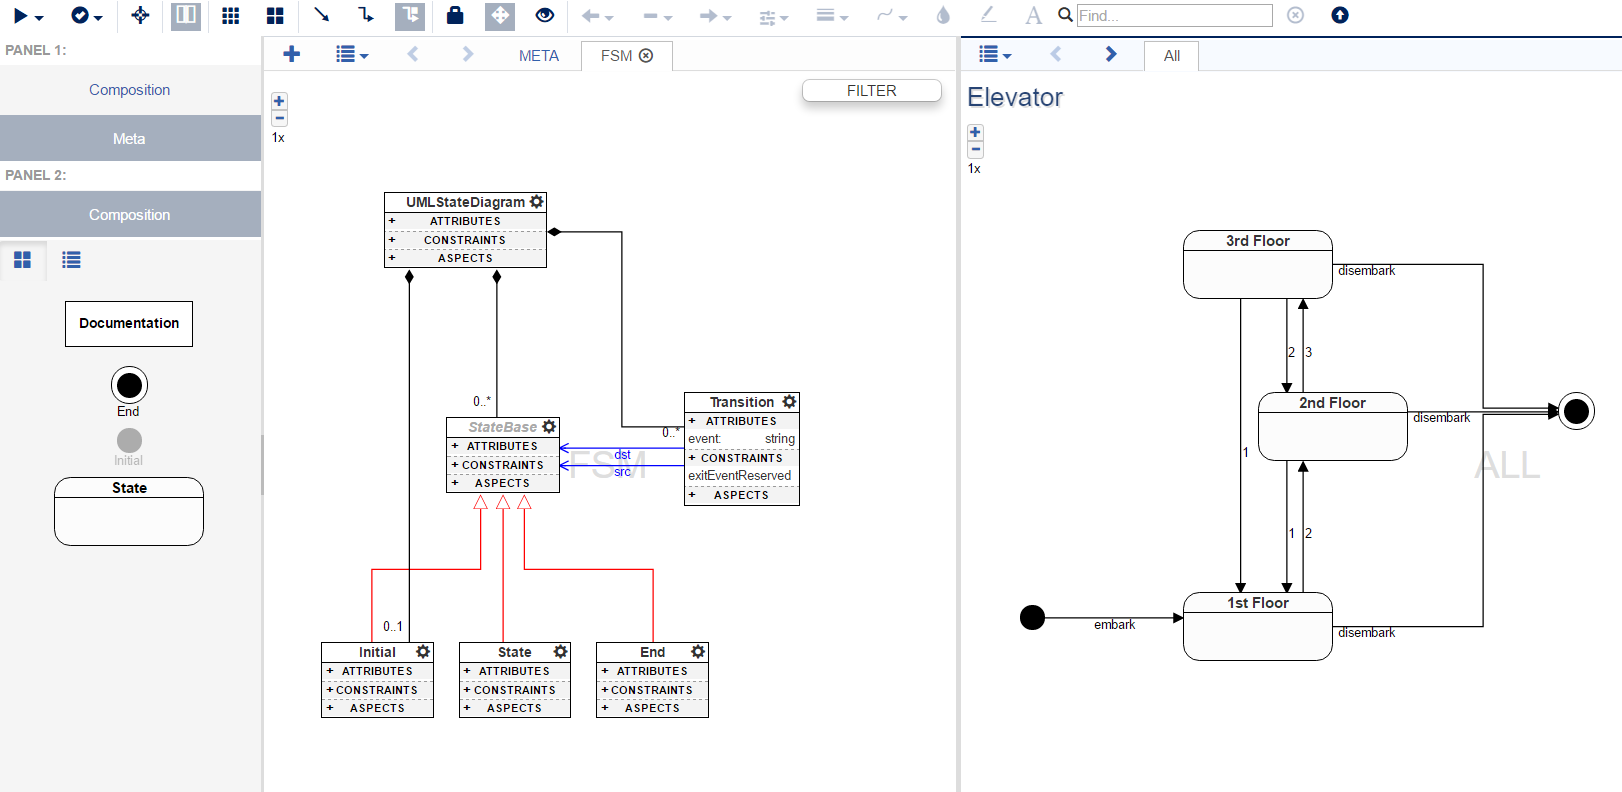 A
Find...
PANEL 1:
Composition
Meta
PANEL 2:
Composition
Documentation
End
Initial
State
META
FSM
FILTER
1x
UMLStateDiagram
+ ATTRIBUTES
+ CONSTRAINTS
+ ASPECTS
0..*
StateBase
+ ATTRIBUTES
+ CONSTRAINTS
+ ASPECTS
0..*
Transition
+ ATTRIBUTES
event: string
+ CONSTRAINTS
exitEventReserved
+ ASPECTS
dst
src
FSM
0..1
Initial
+ ATTRIBUTES
+ CONSTRAINTS
+ ASPECTS
State
+ ATTRIBUTES
+ CONSTRAINTS
+ ASPECTS
End
+ ATTRIBUTES
+ CONSTRAINTS
+ ASPECTS
All
Elevator
1x
3rd Floor
disembark
2
3
2nd Floor
disembark
1
ALL
1
2
1st Floor
embark
disembark